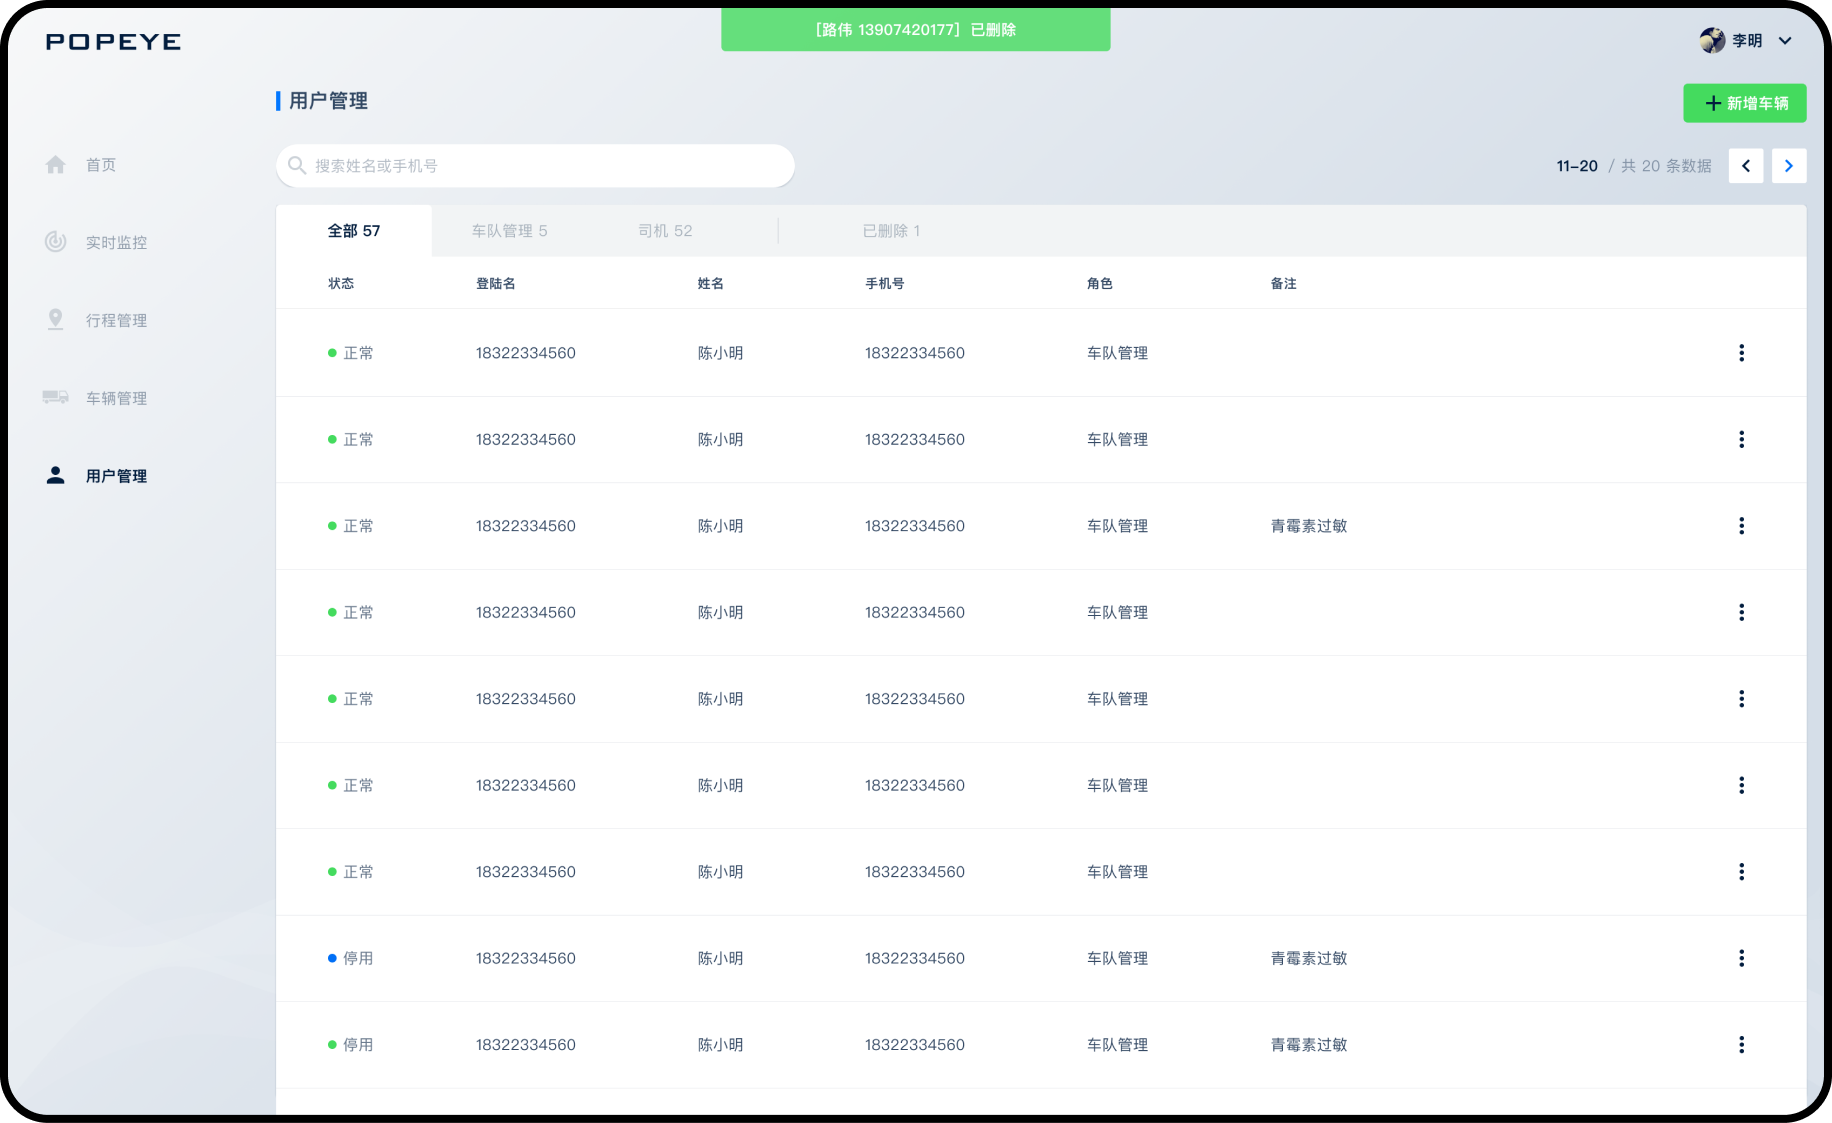 POPEYE
[路伟 13907420177] 已删除
李明
用户管理
新增车辆
首页
实时监控
行程管理
车辆管理
用户管理
搜索姓名或手机号
11-20 / 共 20 条数据
全部 57 车队管理 5 司机 52 已删除 1
状态 登陆名 姓名 手机号 角色 备注
正常 18322334560 陈小明 18322334560 车队管理
正常 18322334560 陈小明 18322334560 车队管理
正常 18322334560 陈小明 18322334560 车队管理 青霉素过敏
正常 18322334560 陈小明 18322334560 车队管理
正常 18322334560 陈小明 18322334560 车队管理
正常 18322334560 陈小明 18322334560 车队管理
正常 18322334560 陈小明 18322334560 车队管理
停用 18322334560 陈小明 18322334560 车队管理 青霉素过敏
停用 18322334560 陈小明 18322334560 车队管理 青霉素过敏